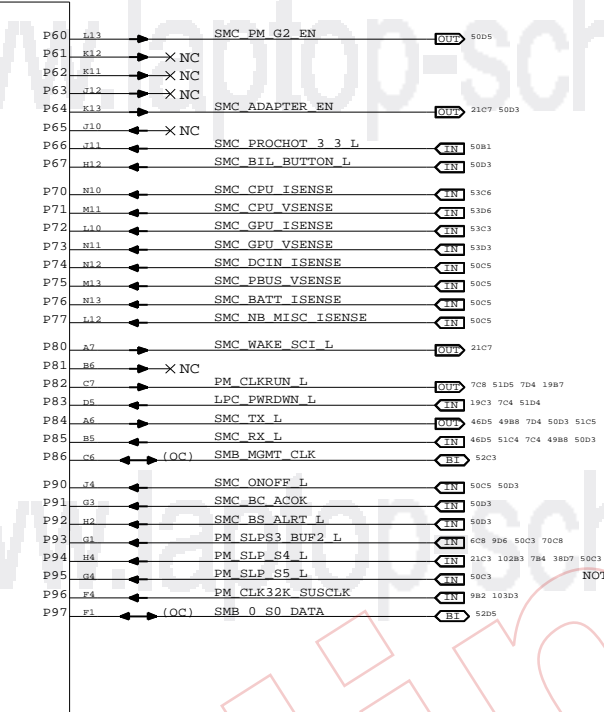 P60 L13 SMC_PM_G2_EN OUT 50D5
P61 K12 NC
P62 K11 NC
P63 J12 NC
P64 K13 SMC_ADAPTER_EN OUT 21C7 50D3
P65 J10 NC
P66 J11 SMC_PROCHOT_3_3_L IN 50B1
P67 H12 SMC_BIL_BUTTON_L IN 50D3
P70 N10 SMC_CPU_ISENSE IN 53C6
P71 M11 SMC_CPU_VSENSE IN 53D6
P72 L10 SMC_GPU_ISENSE IN 53C3
P73 N11 SMC_GPU_VSENSE IN 53D3
P74 N12 SMC_DCIN_ISENSE IN 50C5
P75 M13 SMC_PBUS_VSENSE IN 50C5
P76 N13 SMC_BATT_ISENSE IN 50C5
P77 L12 SMC_NB_MISC_ISENSE IN 50C5
P80 A7 SMC_WAKE_SCI_L OUT 21C7
P81 B6 NC
P82 C7 PM_CLKRUN_L OUT 7C8 51D5 7D4 19B7
P83 D5 LPC_PWRDWN_L IN 19C3 7C4 51D4
P84 A6 SMC_TX_L OUT 46D5 49B8 7D4 50D3 51C5
P85 B5 SMC_RX_L IN 46D5 51C4 7C4 49B8 50D3
P86 C6 (OC) SMB_MGMT_CLK BI 52C3
P90 J4 SMC_ONOFF_L IN 50C5 50D3
P91 G3 SMC_BC_ACOK IN 50D3
P92 H2 SMC_BS_ALRT_L IN 50D3
P93 G1 PM_SLPS3_BUF2_L IN 6C8 9D6 50C3 70C8
P94 H4 PM_SLP_S4_L IN 21C3 102B3 7B4 38D7 50C3
P95 G4 PM_SLP_S5_L IN 50C3 NOT
P96 F4 PM_CLK32K_SUSCLK IN 9B2 103D3
P97 F1 (OC) SMB_0_S0_DATA BI 52D5
w.laptop-sch
w.laptop-sch